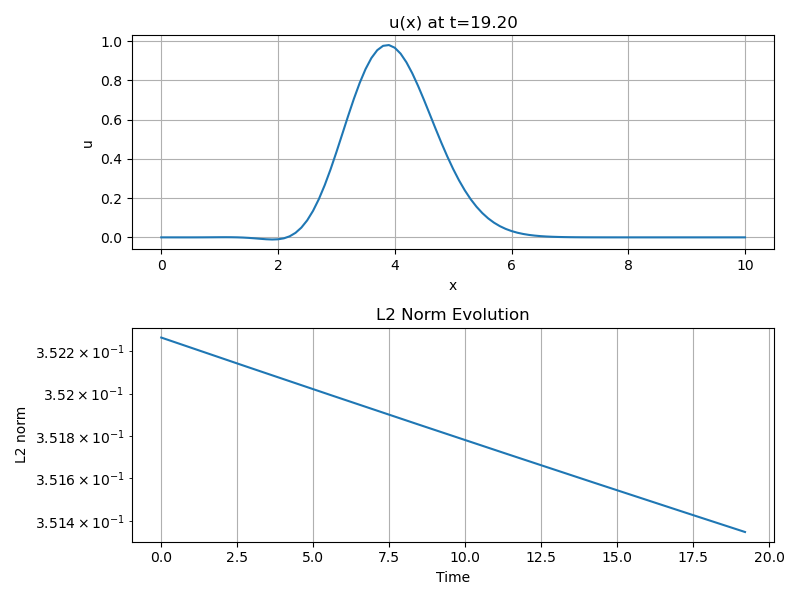 u(x) at t=19.20
1.0
0.8
0.6
0.4
0.2
0.0
u
0 2 4 6 8 10
x
L2 Norm Evolution
3.522 × 10⁻¹
3.52 × 10⁻¹
3.518 × 10⁻¹
3.516 × 10⁻¹
3.514 × 10⁻¹
L2 norm
0.0 2.5 5.0 7.5 10.0 12.5 15.0 17.5 20.0
Time